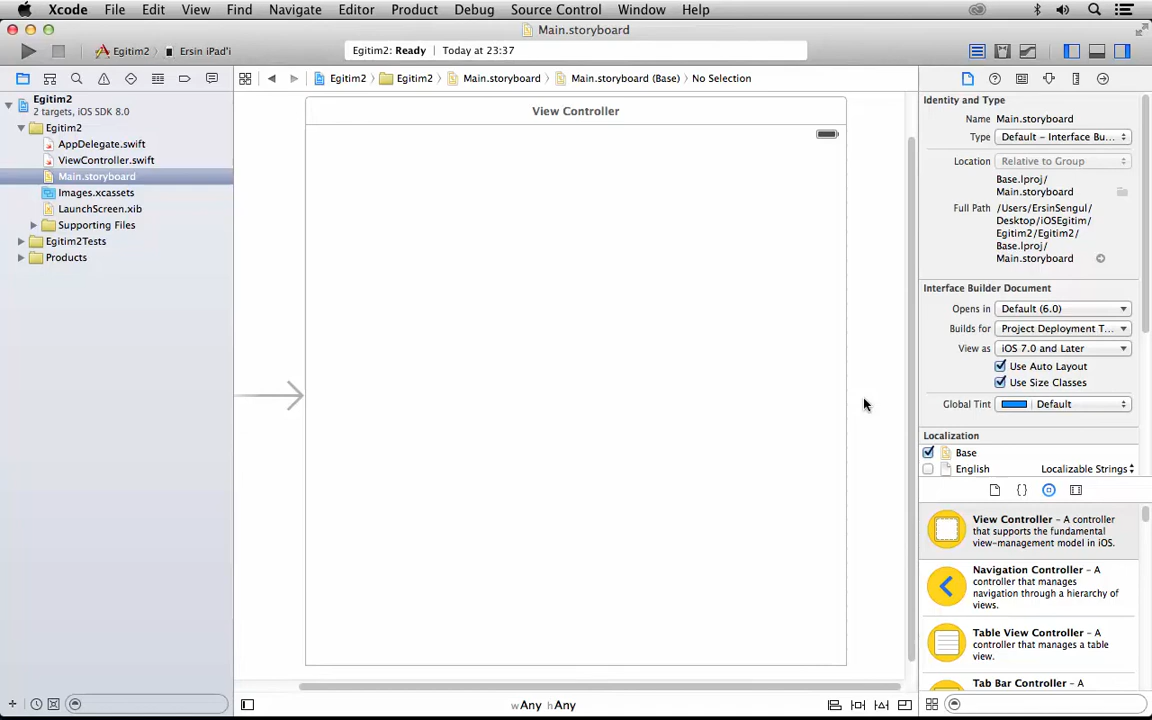 Xcode File Edit View Find Navigate Editor Product Debug Source Control Window Help
Main.storyboard
Egitim2 Ersin iPad'i
Egitim2: Ready Today at 23:37
Egitim2 Egitim2 Main.storyboard Main.storyboard (Base) No Selection
Egitim2
2 targets, iOS SDK 8.0
Egitim2
AppDelegate.swift
ViewController.swift
Main.storyboard
Images.xcassets
LaunchScreen.xib
Supporting Files
Egitim2Tests
Products
View Controller
wAny hAny
Identity and Type
Name Main.storyboard
Type Default - Interface Bu...
Location Relative to Group
Base.lproj/
Main.storyboard
Full Path /Users/ErsinSengul/
Desktop/iOSEgitim/
Egitim2/Egitim2/
Base.lproj/
Main.storyboard
Interface Builder Document
Opens in Default (6.0)
Builds for Project Deployment T...
View as iOS 7.0 and Later
Use Auto Layout
Use Size Classes
Global Tint Default
Localization
Base
English Localizable Strings
{}
View Controller - A controller
that supports the fundamental
view-management model in iOS.
Navigation Controller - A
controller that manages
navigation through a hierarchy of
views.
Table View Controller - A
controller that manages a table
view.
Tab Bar Controller - A